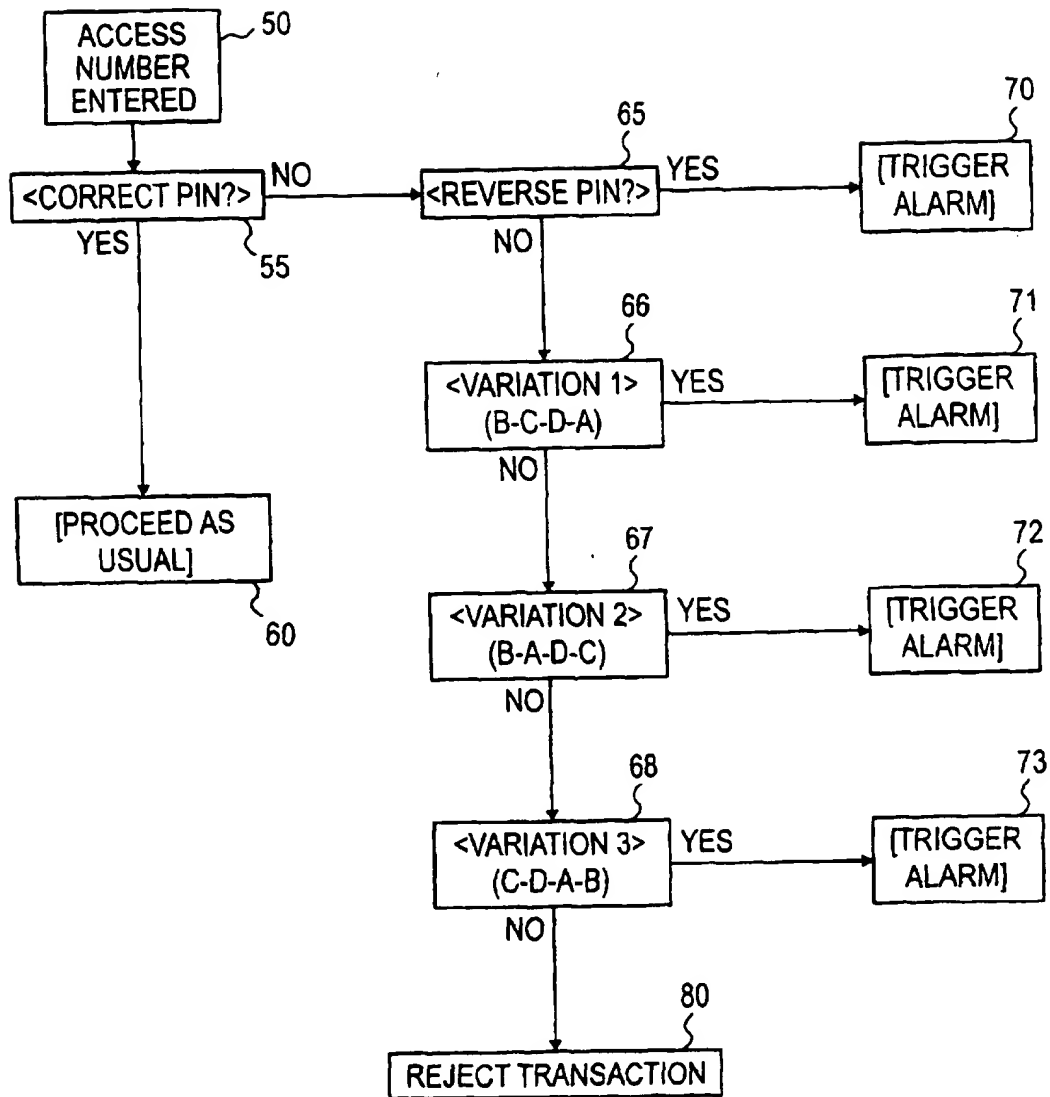 50
ACCESS
NUMBER
ENTERED
65
70
<CORRECT PIN?>
NO
<REVERSE PIN?>
YES
[TRIGGER
ALARM]
YES
55
NO
66
71
<VARIATION 1>
(B-C-D-A)
YES
[TRIGGER
ALARM]
NO
[PROCEED AS
USUAL]
60
67
72
<VARIATION 2>
(B-A-D-C)
YES
[TRIGGER
ALARM]
NO
68
73
<VARIATION 3>
(C-D-A-B)
YES
[TRIGGER
ALARM]
NO
80
REJECT TRANSACTION